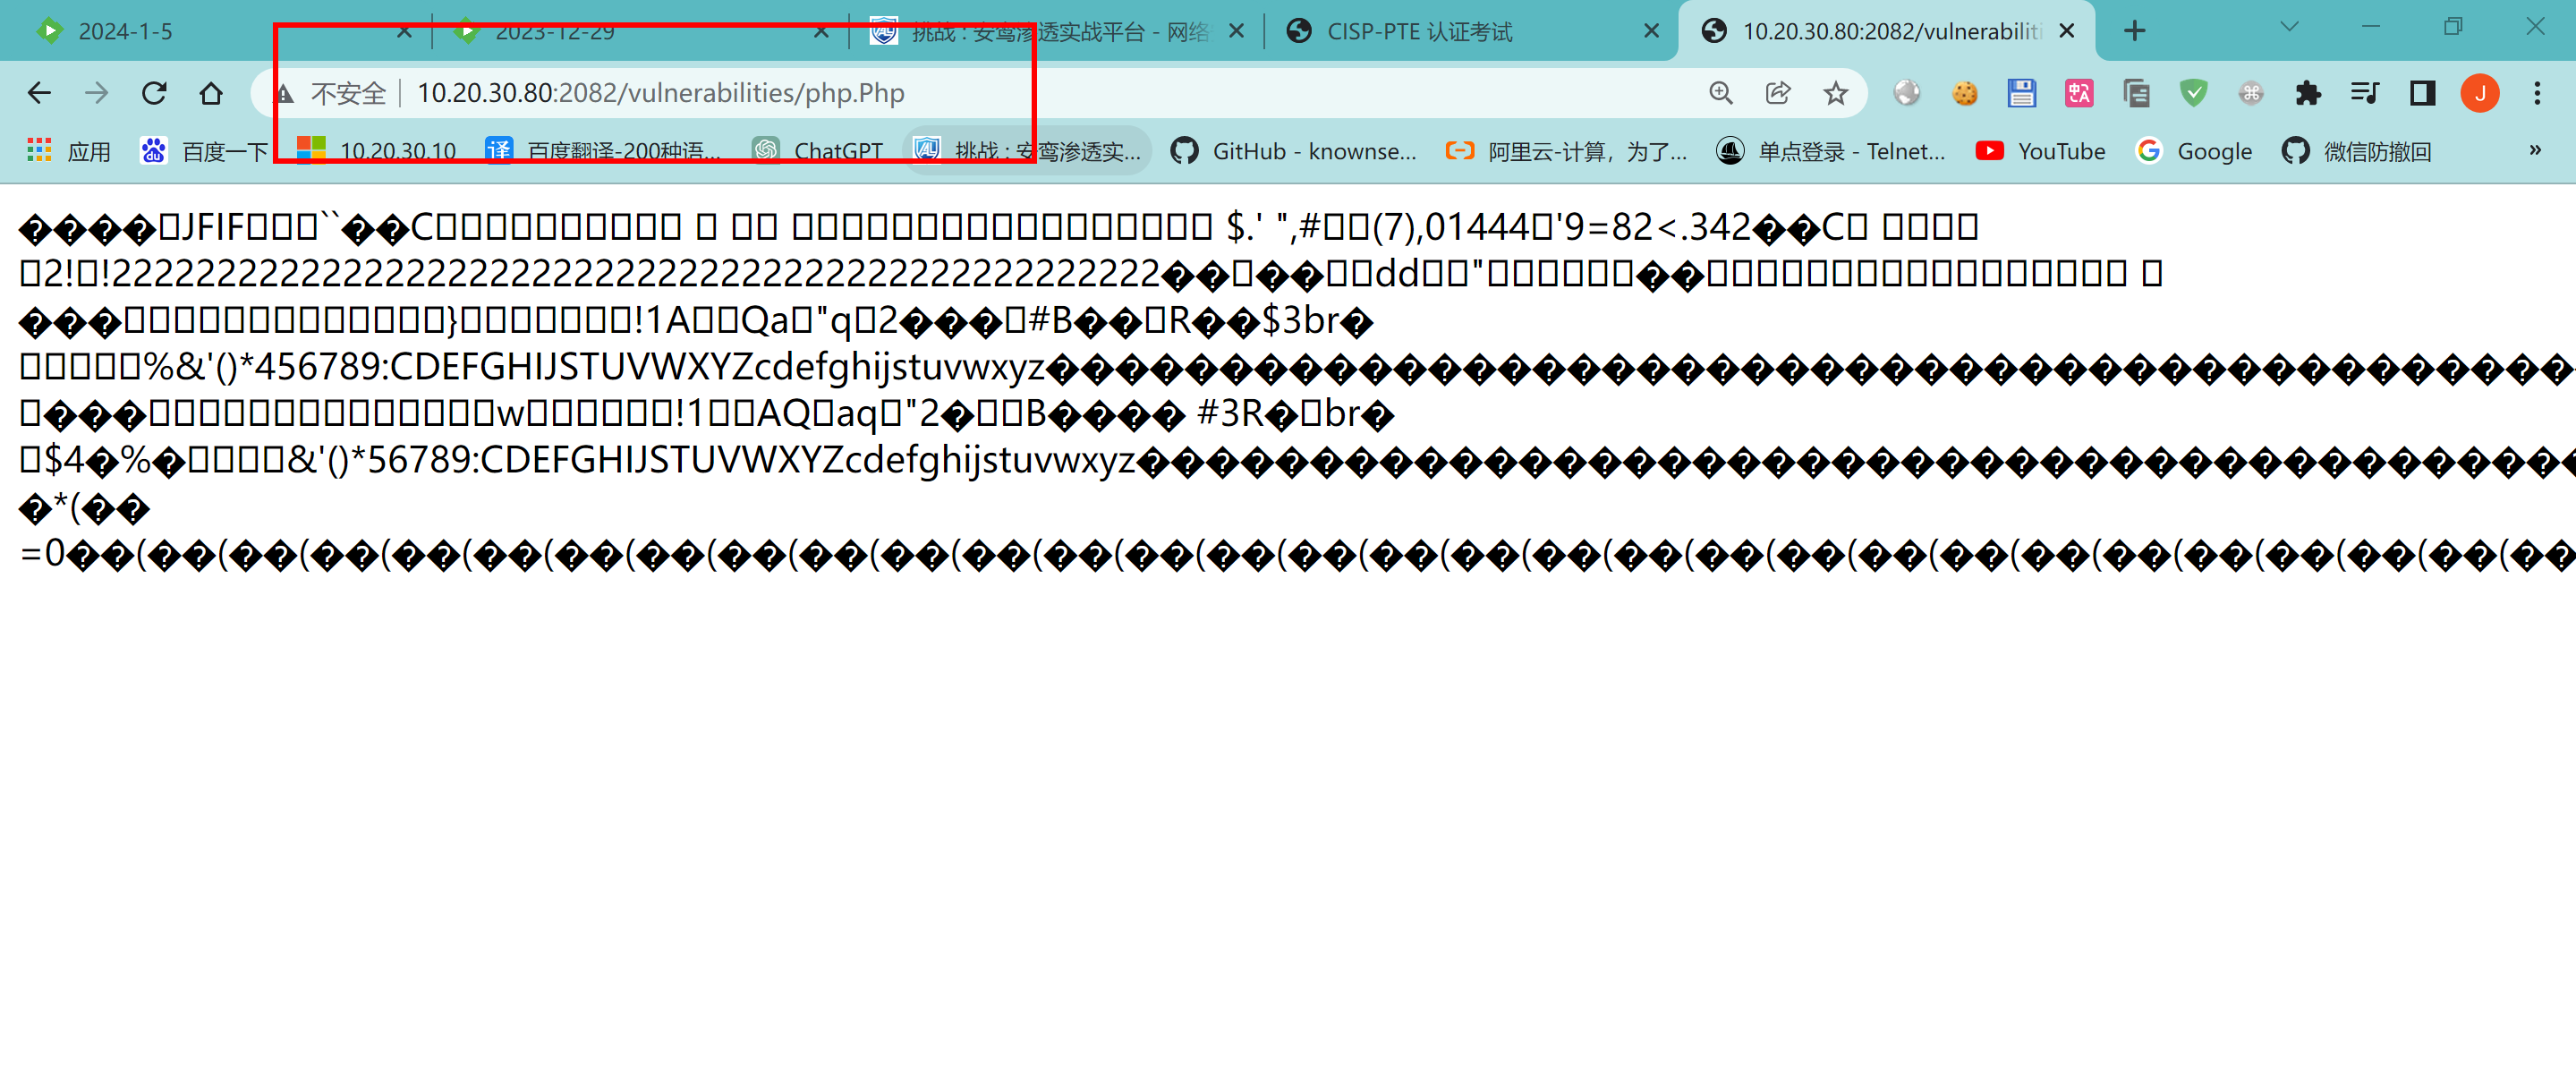 2024-1-5
2023-12-29
挑战 : 安鸾渗透实战平台 - 网络
CISP-PTE 认证考试
10.20.30.80:2082/vulnerabiliti
不安全 10.20.30.80:2082/vulnerabilities/php.Php
J
应用 百度一下 10.20.30.10 百度翻译-200种语... ChatGPT 挑战 : 安鸾渗透实... GitHub - knownse... 阿里云-计算，为了... 单点登录 - Telnet... YouTube Google 微信防撤回 »
JFIF `` C $.' ",# (7),01444 '9=82<.342 C
2! !22222222222222222222222222222222222222222222222222 dd "
} !1A Qa "q 2 #B R $3br
%&'()*456789:CDEFGHIJSTUVWXYZcdefghijstuvwxyz
w !1 AQ aq "2 B #3R br
$4 % &'()*56789:CDEFGHIJSTUVWXYZcdefghijstuvwxyz
*(
=0 ( ( ( ( ( ( ( ( ( ( ( ( ( ( ( ( ( ( ( ( ( ( ( ( ( ( ( ( ( (